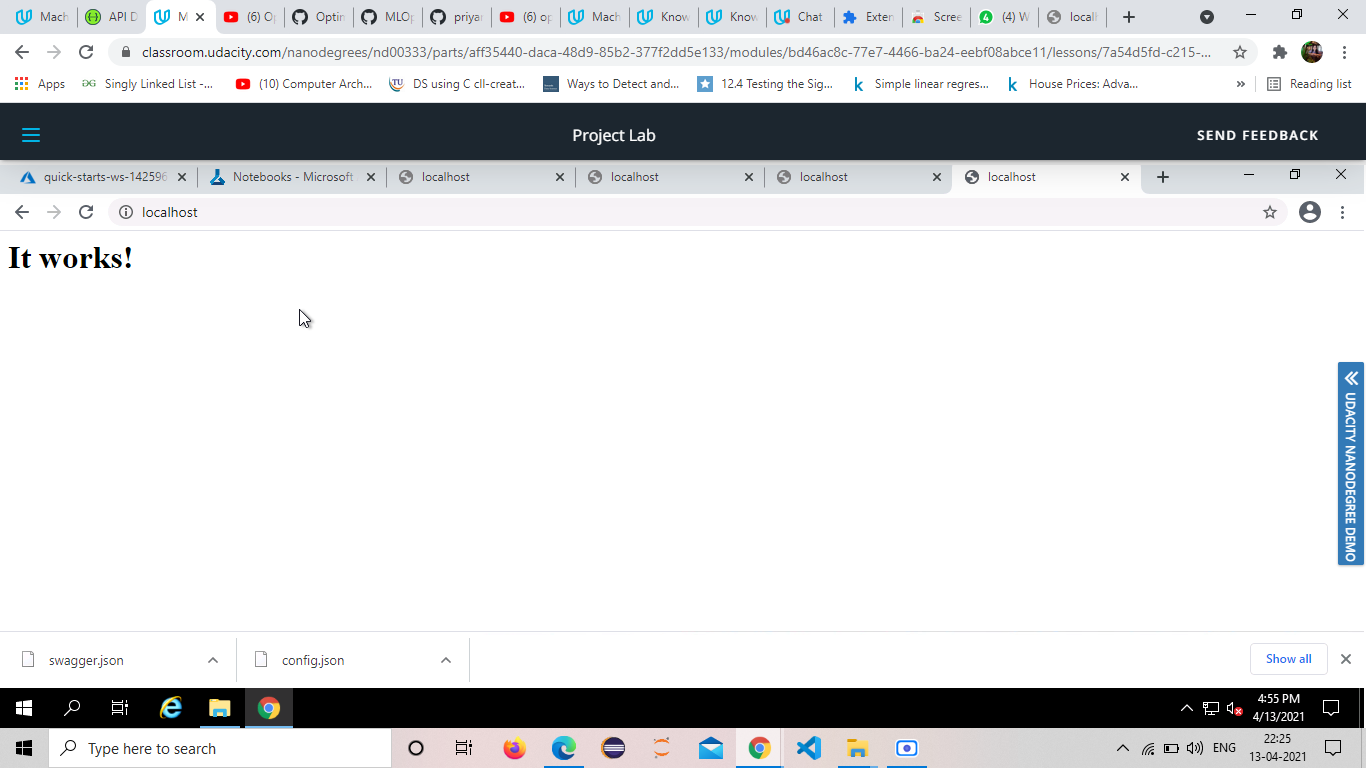 Mach
API D
M
(6) O
Optin
MLO
priyar
(6) op
Mach
Know
Know
Chat
Exten
Scree
(4) W
local
classroom.udacity.com/nanodegrees/nd00333/parts/aff35440-daca-48d9-85b2-377f2dd5e133/modules/bd46ac8c-77e7-4466-ba24-eebf08abce11/lessons/7a54d5fd-c215-...
Apps
Singly Linked List -...
(10) Computer Arch...
DS using C cll-creat...
Ways to Detect and...
12.4 Testing the Sig...
Simple linear regres...
House Prices: Adva...
Reading list
Project Lab
SEND FEEDBACK
quick-starts-ws-142596
Notebooks - Microsoft
localhost
localhost
localhost
localhost
localhost
It works!
UDACITY NANODEGREE DEMO
swagger.json
config.json
Show all
4:55 PM
4/13/2021
Type here to search
ENG
22:25
13-04-2021